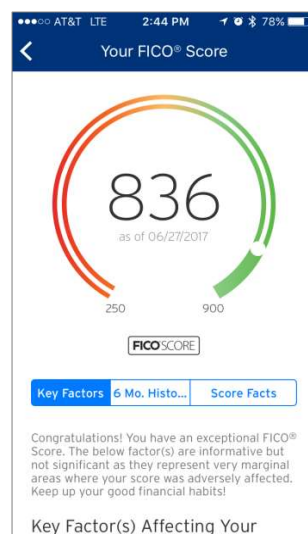 ●●●○○ AT&T LTE 2:44 PM 78%
Your FICO® Score
836
as of 06/27/2017
250 900
FICO SCORE
Key Factors 6 Mo. Histo... Score Facts
Congratulations! You have an exceptional FICO®
Score. The below factor(s) are informative but
not significant as they represent very marginal
areas where your score was adversely affected.
Keep up your good financial habits!
Key Factor(s) Affecting Your